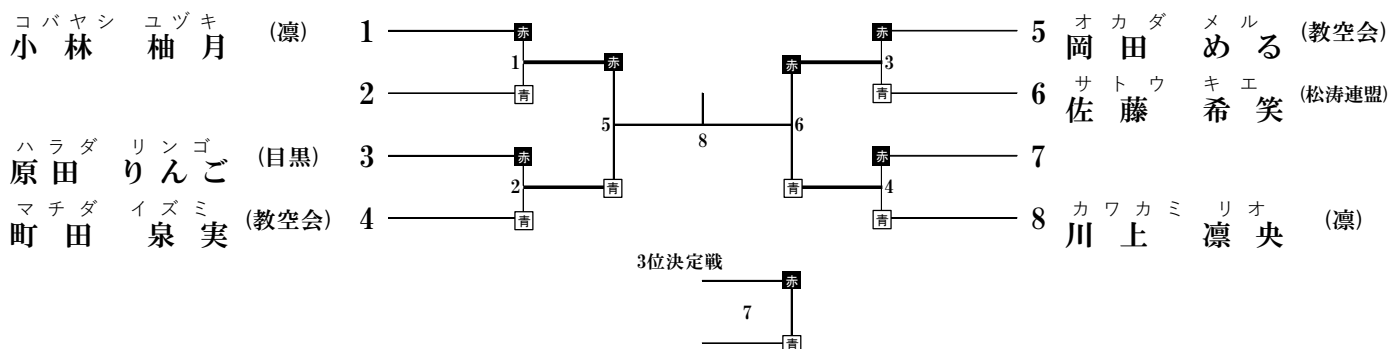 コバヤシ ユヅキ
小林 柚月 (凛) 1
赤
1
2
青
ハラダ リンゴ
原田 りんご (目黒) 3
赤
2
マチダ イズミ
町田 泉実 (教空会) 4
青
赤
5
青
8
赤
6
青
オカダ メル
5 岡田 める (教空会)
赤
3
サトウ キエ
6 佐藤 希笑 (松涛連盟)
青
7
赤
4
カワカミ リオ
8 川上 凛央 (凛)
青
3位決定戦
赤
7
青